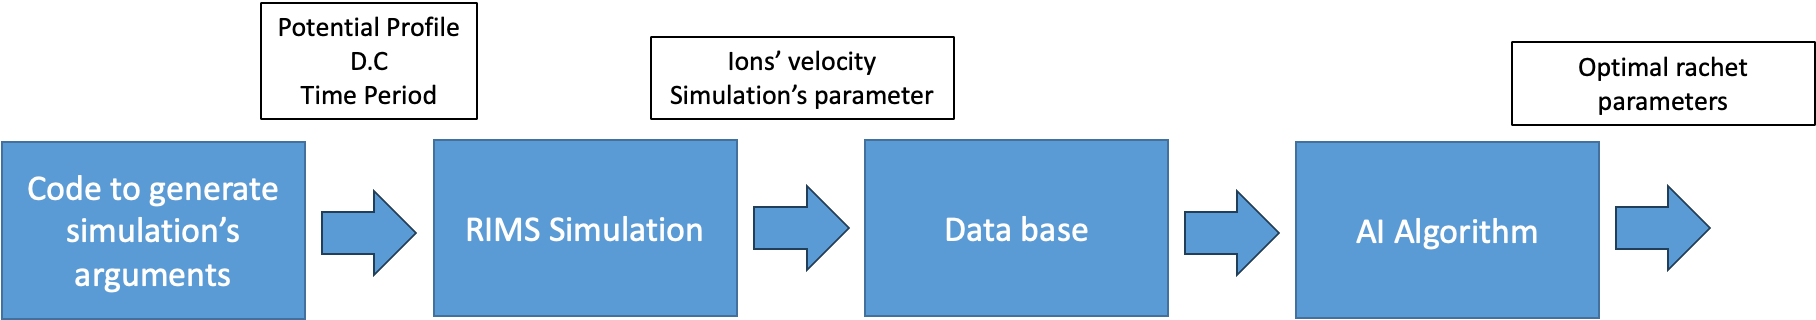 Potential Profile
D.C
Time Period
Ions’ velocity
Simulation’s parameter
Optimal rachet
parameters
Code to generate
simulation’s
arguments
RIMS Simulation
Data base
AI Algorithm